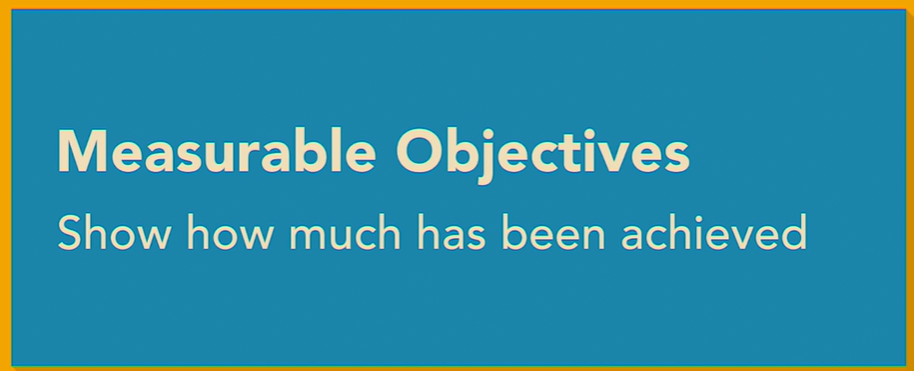 Measurable Objectives
Show how much has been achieved